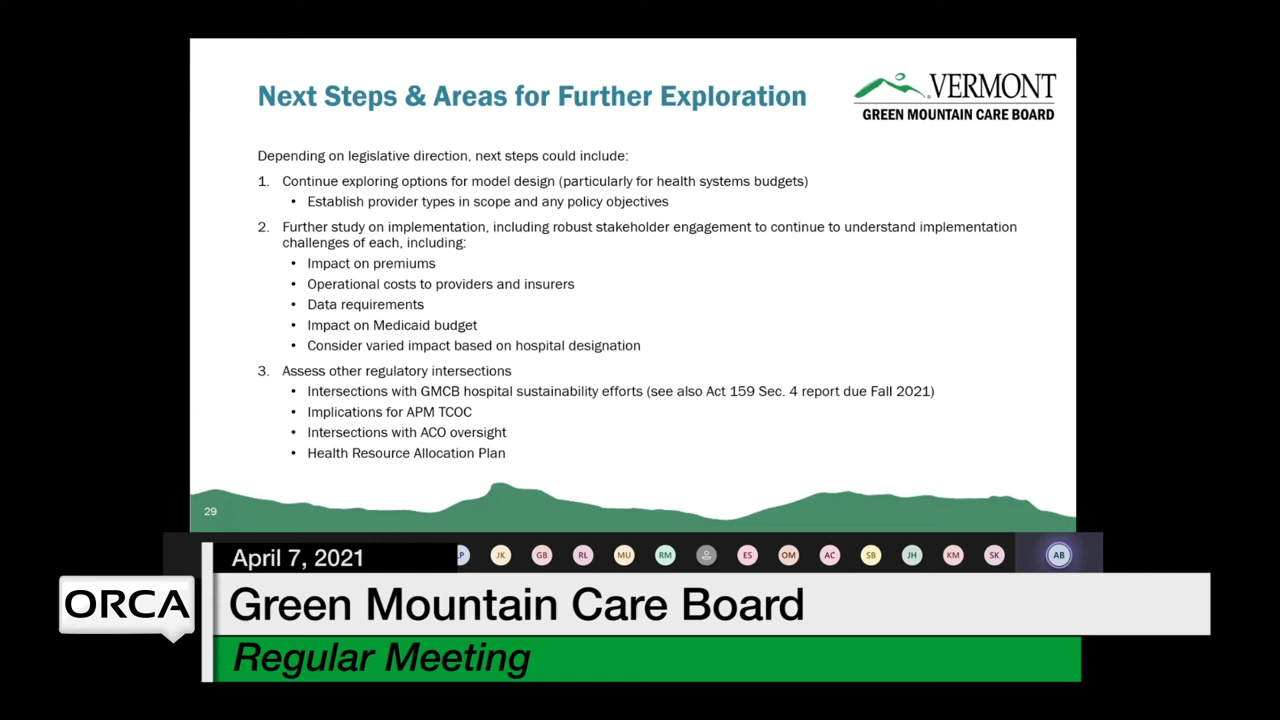 Next Steps & Areas for Further Exploration
VERMONT
GREEN MOUNTAIN CARE BOARD
Depending on legislative direction, next steps could include:
1. Continue exploring options for model design (particularly for health systems budgets)
• Establish provider types in scope and any policy objectives
2. Further study on implementation, including robust stakeholder engagement to continue to understand implementation
challenges of each, including:
• Impact on premiums
• Operational costs to providers and insurers
• Data requirements
• Impact on Medicaid budget
• Consider varied impact based on hospital designation
3. Assess other regulatory intersections
• Intersections with GMCB hospital sustainability efforts (see also Act 159 Sec. 4 report due Fall 2021)
• Implications for APM TCOC
• Intersections with ACO oversight
• Health Resource Allocation Plan
29
April 7, 2021
JK GB RL MU RM ES OM AC SB JH KM SK AB
ORCA
Green Mountain Care Board
Regular Meeting